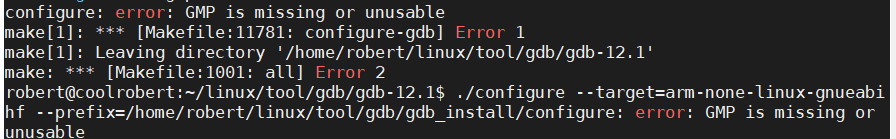 configure: error: GMP is missing or unusable
make[1]: *** [Makefile:11781: configure-gdb] Error 1
make[1]: Leaving directory '/home/robert/linux/tool/gdb/gdb-12.1'
make: *** [Makefile:1001: all] Error 2
robert@coolrobert:~/linux/tool/gdb/gdb-12.1$ ./configure --target=arm-none-linux-gnueabi
hf --prefix=/home/robert/linux/tool/gdb/gdb_install/configure: error: GMP is missing or
unusable